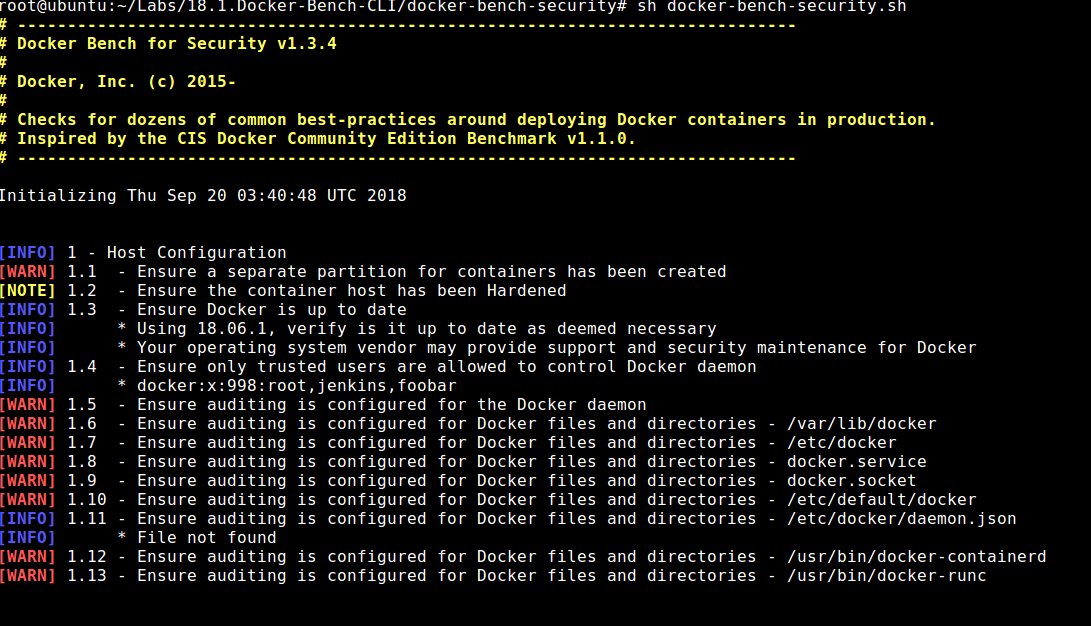 root@ubuntu:~/Labs/18.1.Docker-Bench-CLI/docker-bench-security# sh docker-bench-security.sh
# ------------------------------------------------------------------------------
# Docker Bench for Security v1.3.4
#
# Docker, Inc. (c) 2015-
#
# Checks for dozens of common best-practices around deploying Docker containers in production.
# Inspired by the CIS Docker Community Edition Benchmark v1.1.0.
# ------------------------------------------------------------------------------
Initializing Thu Sep 20 03:40:48 UTC 2018
[INFO] 1 - Host Configuration
[WARN] 1.1  - Ensure a separate partition for containers has been created
[NOTE] 1.2  - Ensure the container host has been Hardened
[INFO] 1.3  - Ensure Docker is up to date
[INFO]      * Using 18.06.1, verify is it up to date as deemed necessary
[INFO]      * Your operating system vendor may provide support and security maintenance for Docker
[INFO] 1.4  - Ensure only trusted users are allowed to control Docker daemon
[INFO]      * docker:x:998:root,jenkins,foobar
[WARN] 1.5  - Ensure auditing is configured for the Docker daemon
[WARN] 1.6  - Ensure auditing is configured for Docker files and directories - /var/lib/docker
[WARN] 1.7  - Ensure auditing is configured for Docker files and directories - /etc/docker
[WARN] 1.8  - Ensure auditing is configured for Docker files and directories - docker.service
[WARN] 1.9  - Ensure auditing is configured for Docker files and directories - docker.socket
[WARN] 1.10 - Ensure auditing is configured for Docker files and directories - /etc/default/docker
[INFO] 1.11 - Ensure auditing is configured for Docker files and directories - /etc/docker/daemon.json
[INFO]      * File not found
[WARN] 1.12 - Ensure auditing is configured for Docker files and directories - /usr/bin/docker-containerd
[WARN] 1.13 - Ensure auditing is configured for Docker files and directories - /usr/bin/docker-runc